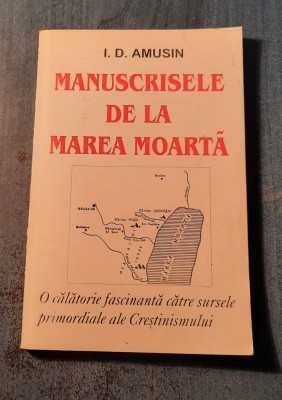 I. D. AMUSIN
MANUSCRISELE
DE LA
MAREA MOARTĂ
O călătorie fascinantă către sursele
primordiale ale Creștinismului